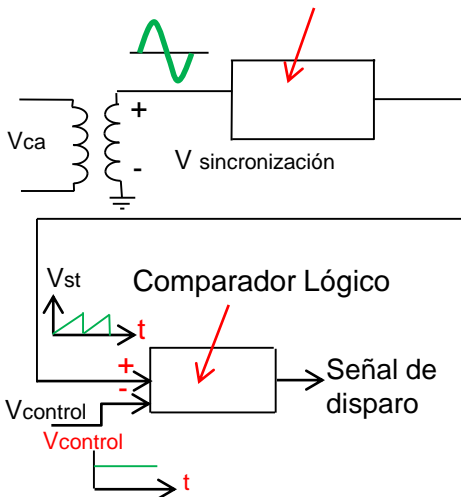 +
Vca
-
V sincronización
Vst
Comparador Lógico
t
+
-
Señal de
disparo
Vcontrol
Vcontrol
t